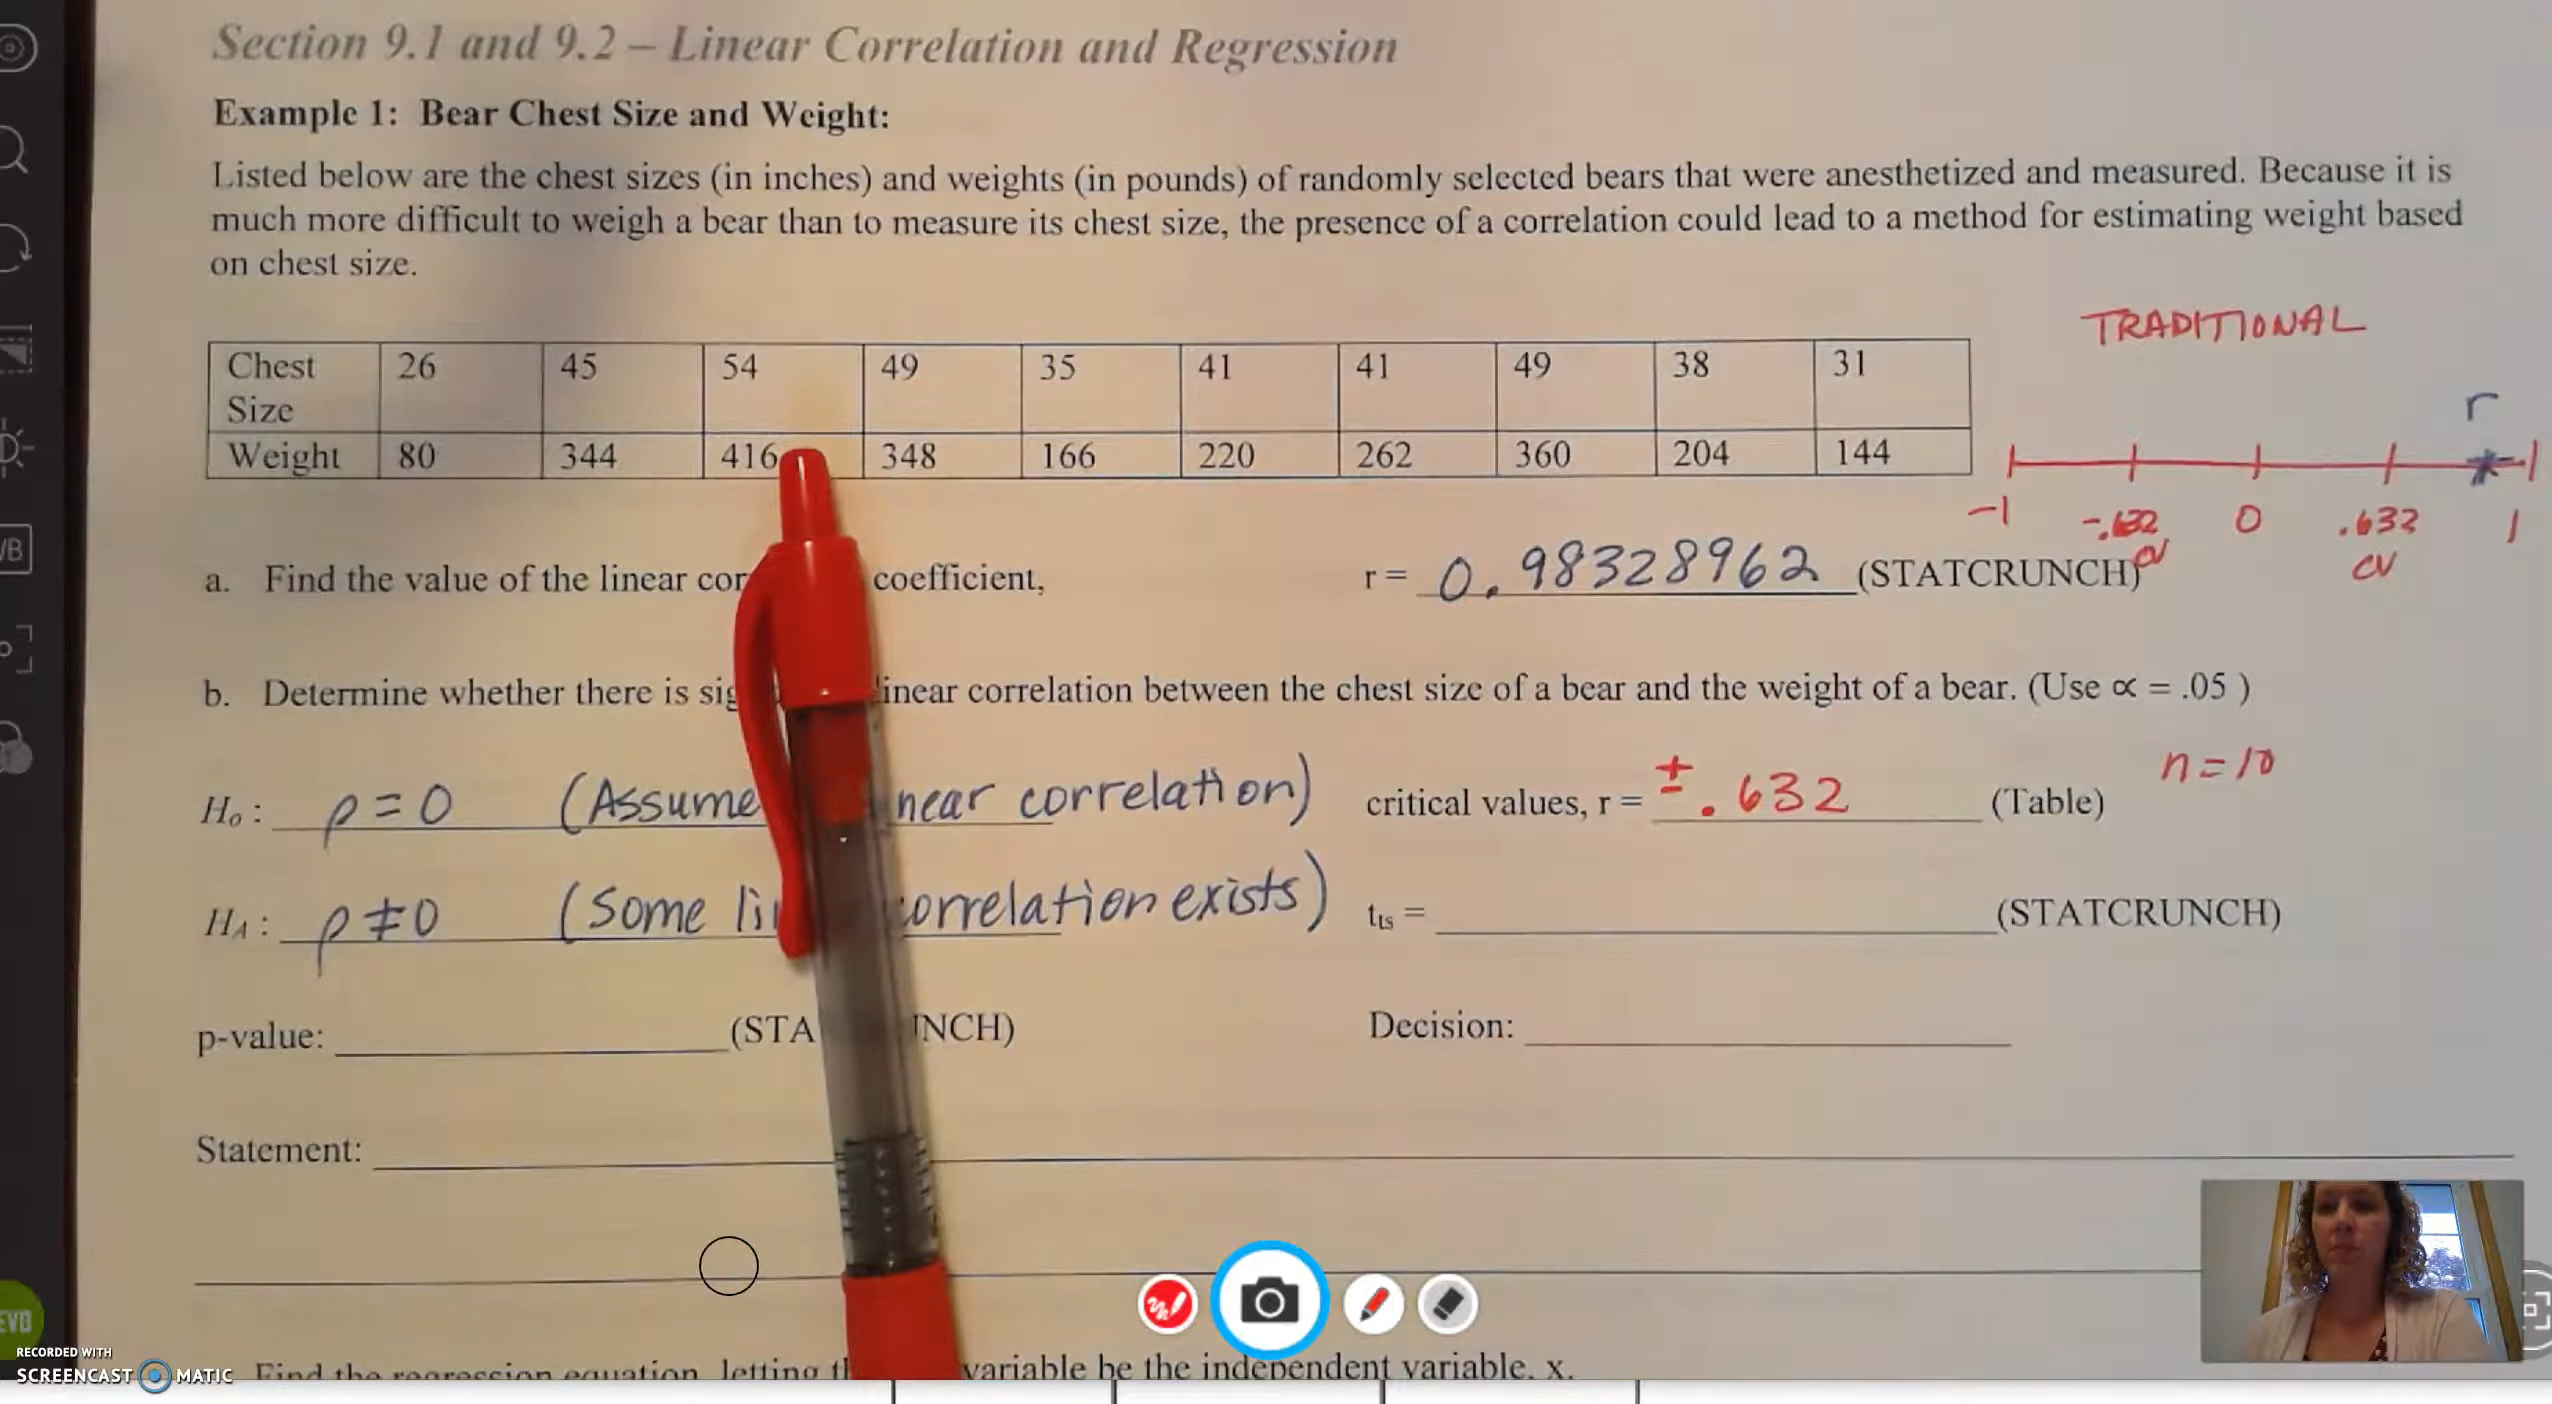 Section 9.1 and 9.2 – Linear Correlation and Regression
Example 1: Bear Chest Size and Weight:
Listed below are the chest sizes (in inches) and weights (in pounds) of randomly selected bears that were anesthetized and measured. Because it is
much more difficult to weigh a bear than to measure its chest size, the presence of a correlation could lead to a method for estimating weight based
on chest size.
TRADITIONAL
Chest 26 45 54 49 35 41 41 49 38 31
Size
Weight 80 344 416 348 166 220 262 360 204 144
r
-1 -.632 0 .632 1
CV CV
a. Find the value of the linear cor coefficient, r = 0.98328962 (STATCRUNCH)
b. Determine whether there is sig linear correlation between the chest size of a bear and the weight of a bear. (Use ∝ = .05 )
n = 10
Ho : ρ = 0 (Assume near correlation) critical values, r = ± .632 (Table)
HA : ρ ≠ 0 (Some li correlation exists) tts = (STATCRUNCH)
p-value: (STA NCH) Decision:
Statement:
EVO
RECORDED WITH
SCREENCAST MATIC
Find the regression equation, letting variable be the independent variable, x.